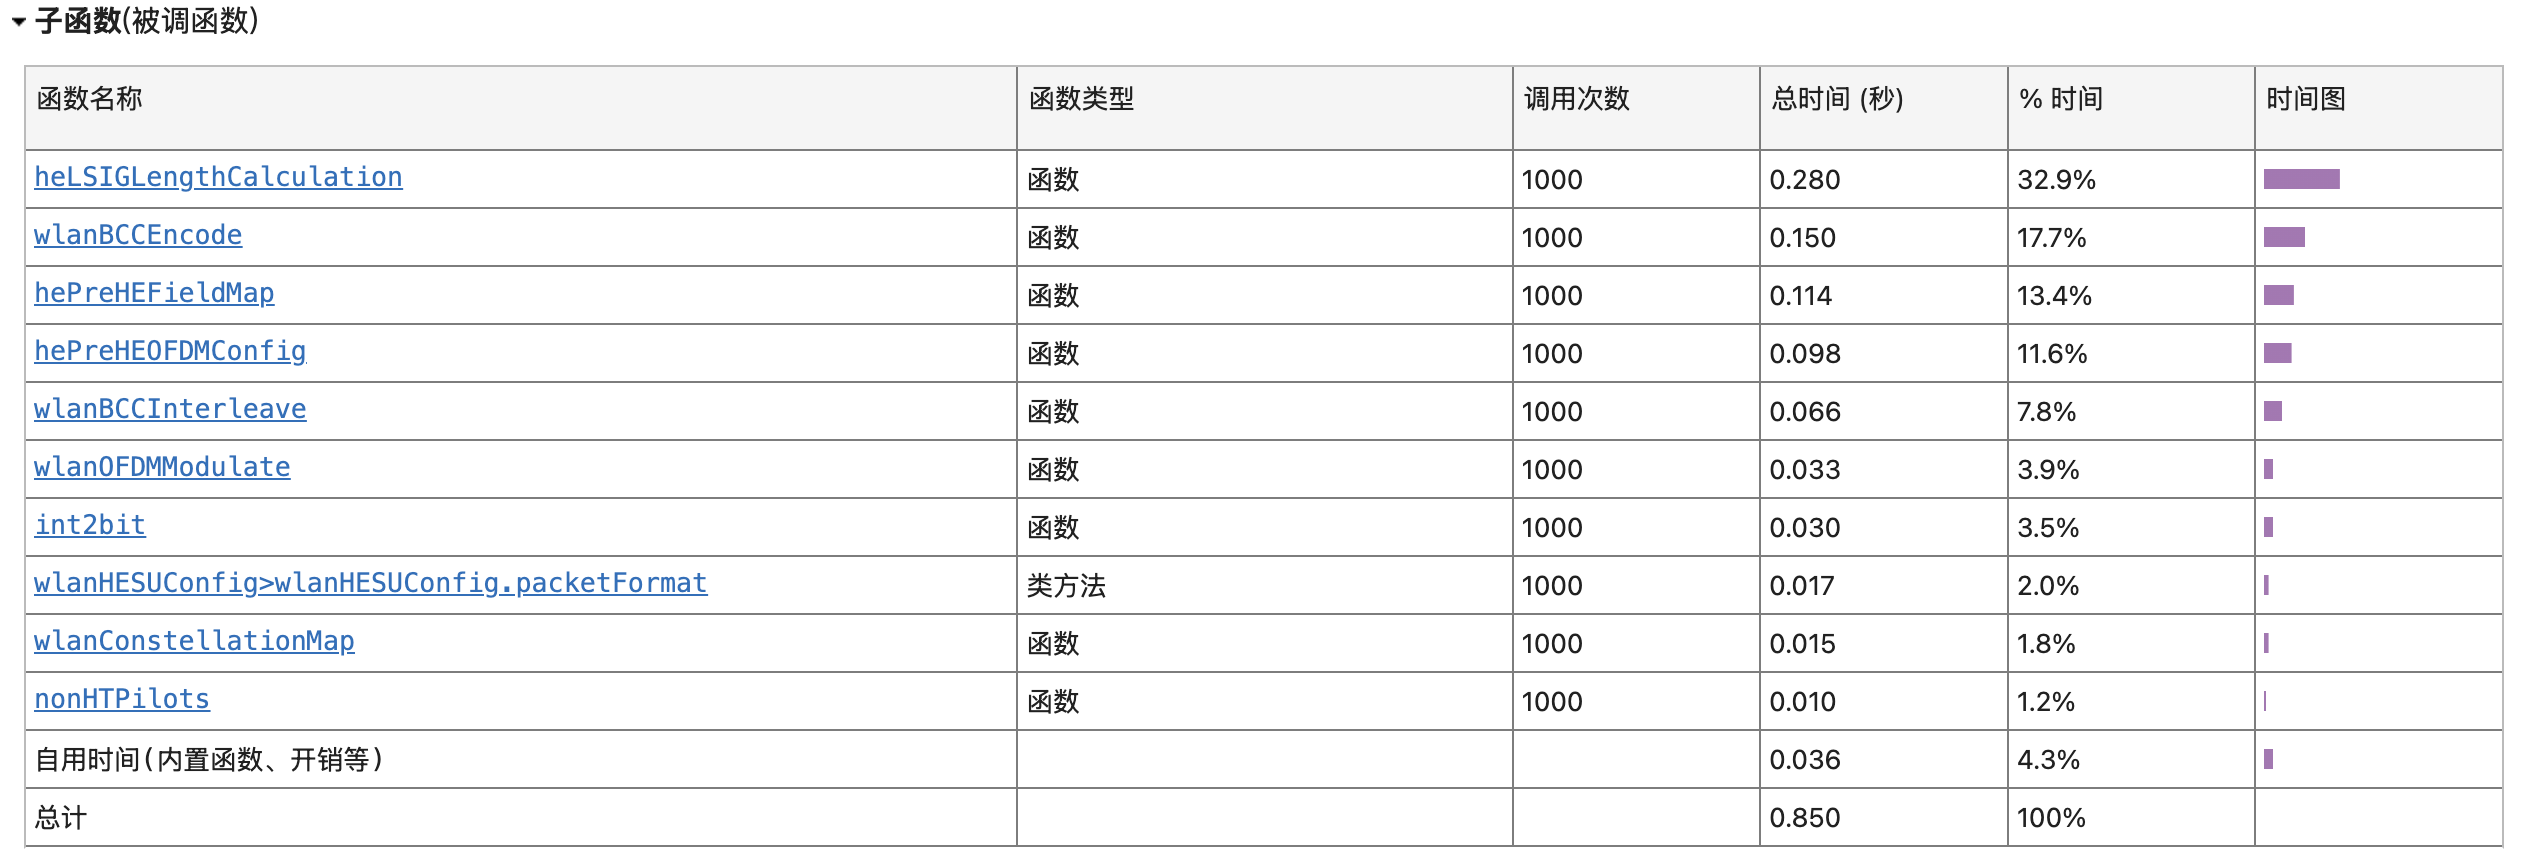 子函数(被调函数)
函数名称 函数类型 调用次数 总时间 (秒) % 时间 时间图
heLSIGLengthCalculation 函数 1000 0.280 32.9%
wlanBCCEncode 函数 1000 0.150 17.7%
hePreHEFieldMap 函数 1000 0.114 13.4%
hePreHEOFDMConfig 函数 1000 0.098 11.6%
wlanBCCInterleave 函数 1000 0.066 7.8%
wlanOFDMModulate 函数 1000 0.033 3.9%
int2bit 函数 1000 0.030 3.5%
wlanHESUConfig>wlanHESUConfig.packetFormat 类方法 1000 0.017 2.0%
wlanConstellationMap 函数 1000 0.015 1.8%
nonHTPilots 函数 1000 0.010 1.2%
自用时间(内置函数、开销等) 0.036 4.3%
总计 0.850 100%